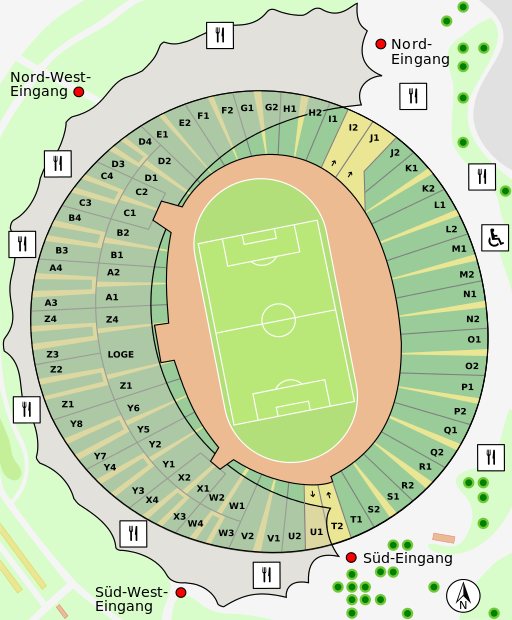 Nord-
Eingang
Nord-West-
Eingang
E2
F1
F2
G1
G2
H1
H2
I1
I2
J1
J2
K1
K2
L1
L2
M1
M2
N1
N2
O1
O2
P1
P2
Q1
Q2
R1
R2
S1
S2
T1
T2
U1
U2
V1
V2
W3
W4
X3
X4
Y3
Y4
Y7
Y8
Z1
Z2
Z3
Z4
A3
A4
B3
B4
C3
C4
D3
D4
E1
D2
D1
C2
C1
B2
B1
A2
A1
Z4
LOGE
Z1
Y6
Y5
Y2
Y1
X2
X1
W2
W1
Süd-Eingang
Süd-West-
Eingang
N